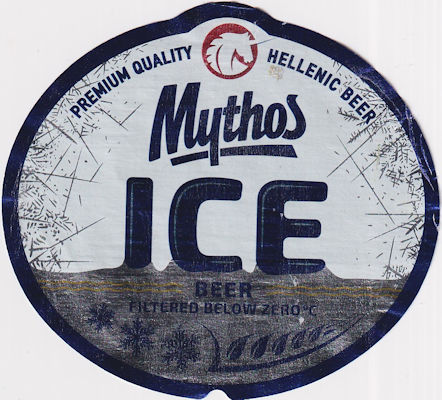 PREMIUM QUALITY HELLENIC BEER
Mythos
ICE
BEER
FILTERED BELOW ZERO °C